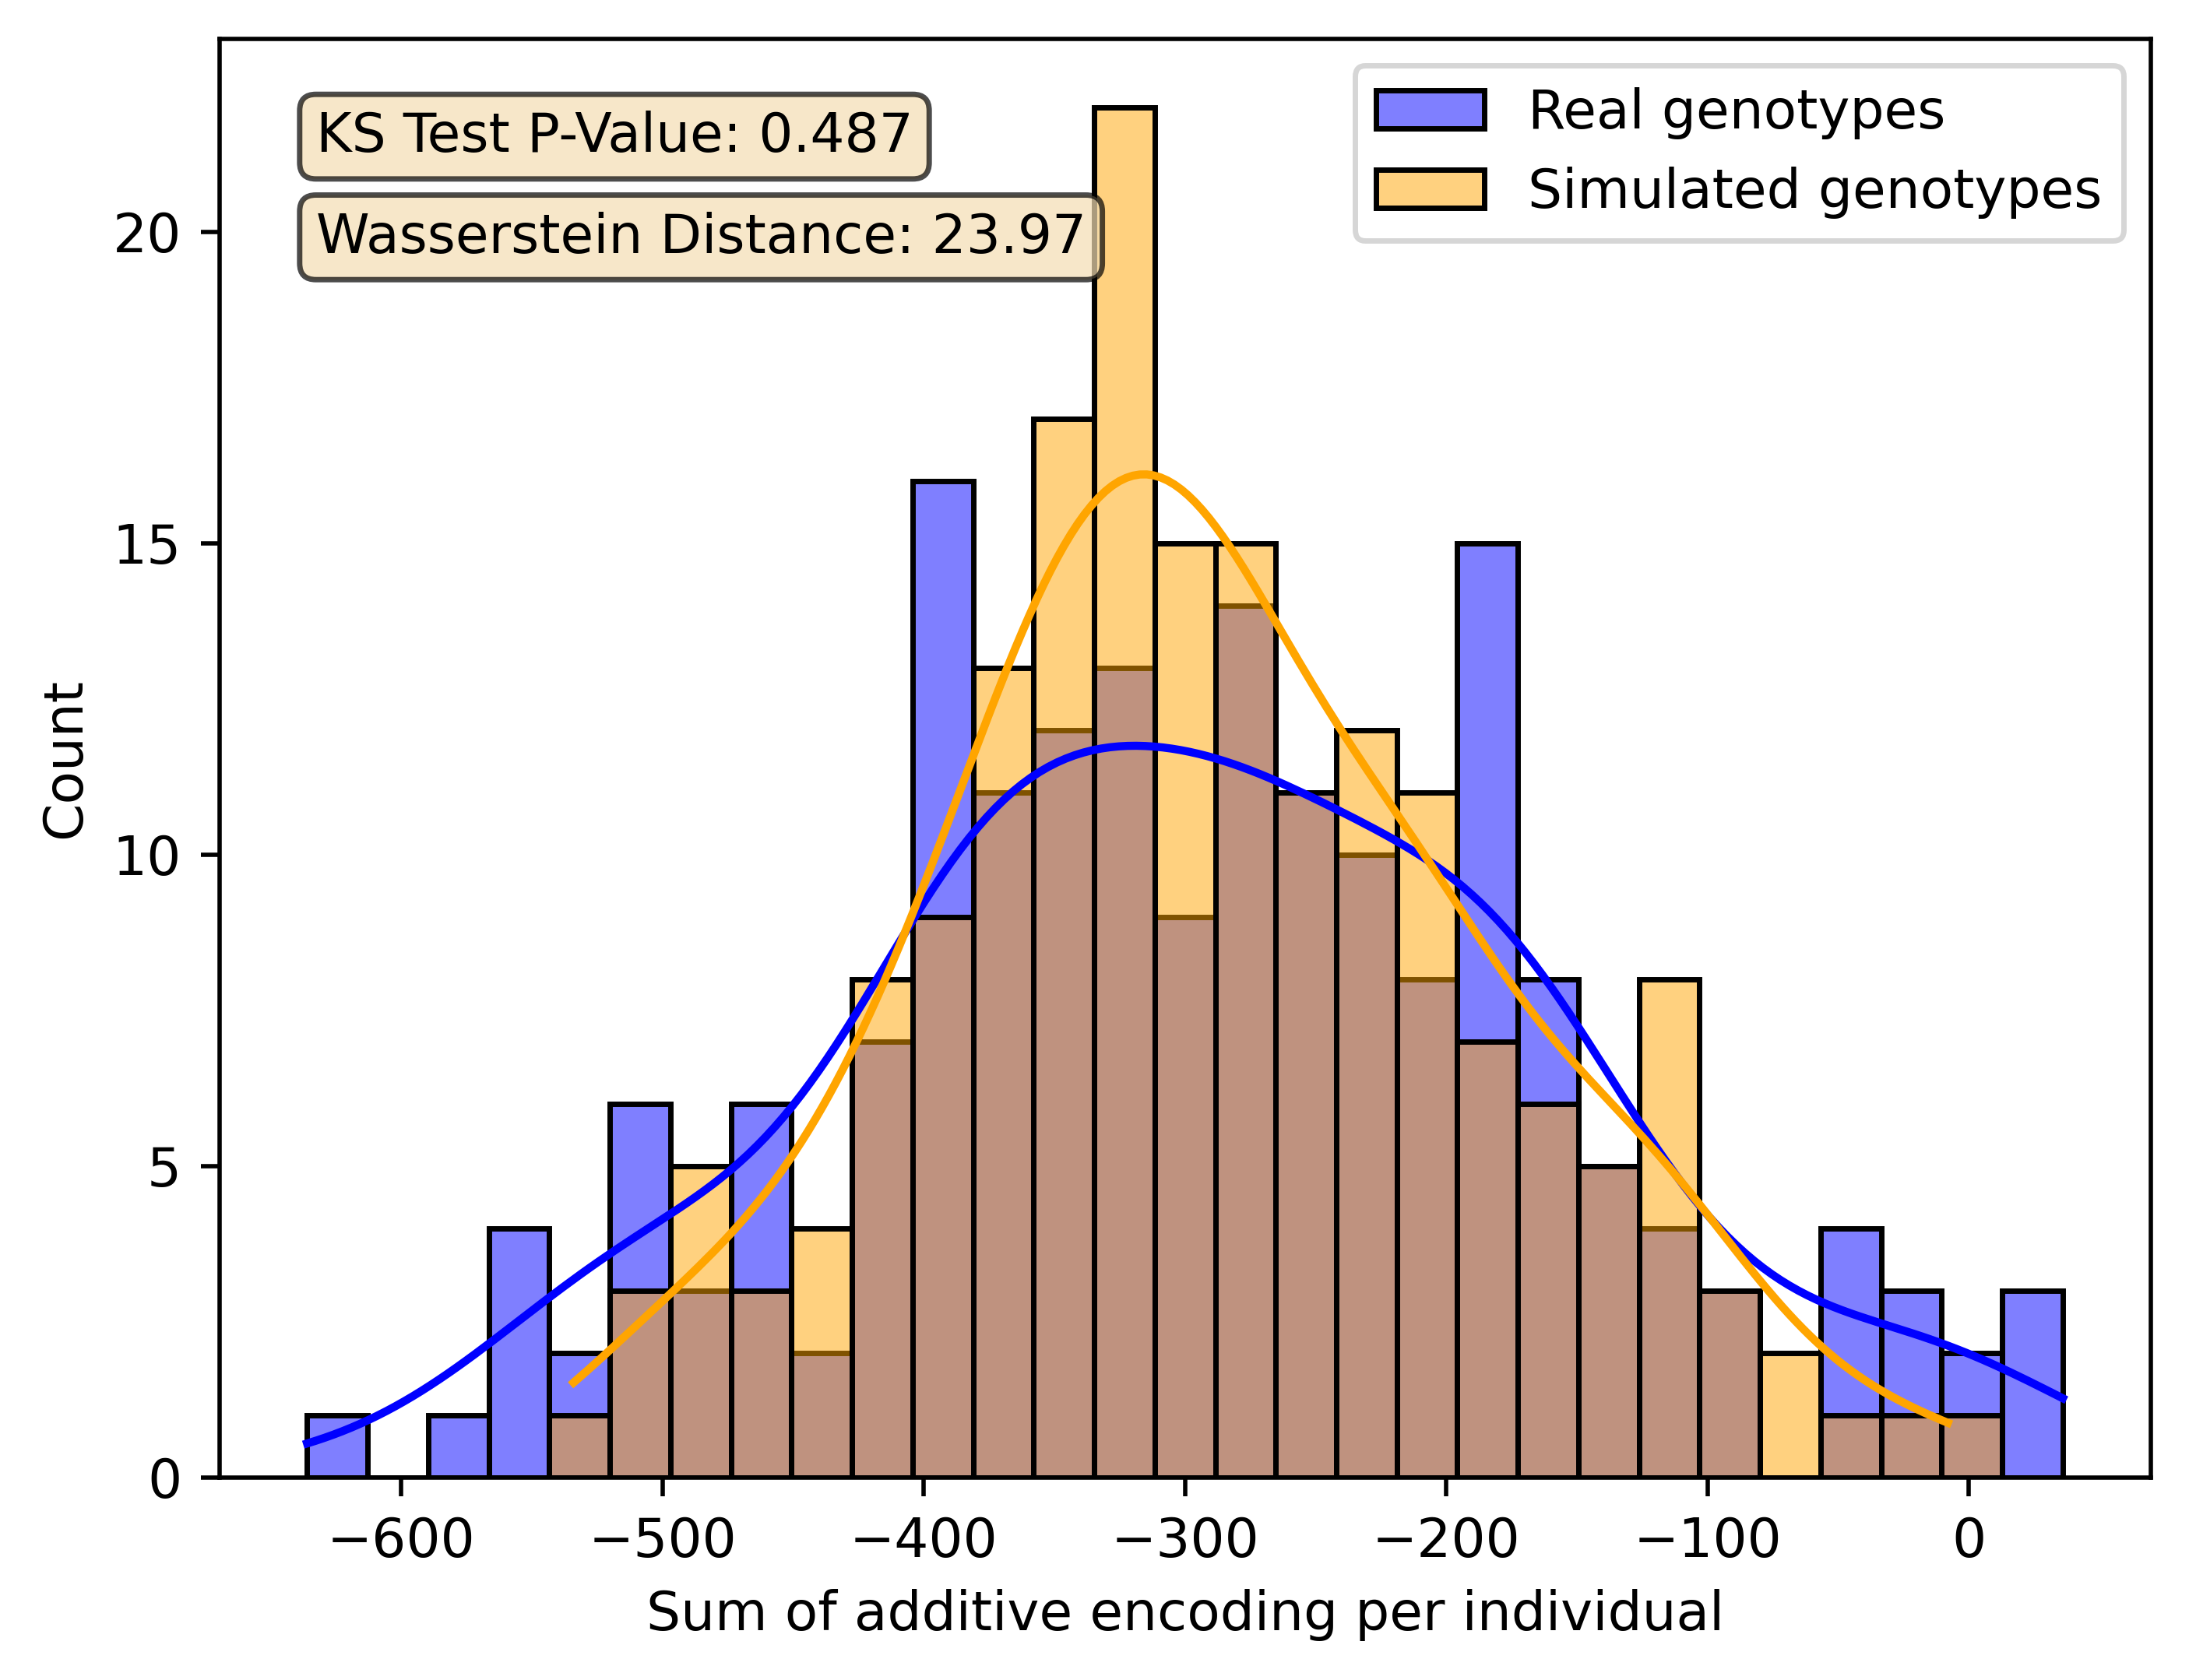 KS Test P-Value: 0.487
Wasserstein Distance: 23.97
Real genotypes
Simulated genotypes
Count
20
15
10
5
0
−600
−500
−400
−300
−200
−100
0
Sum of additive encoding per individual